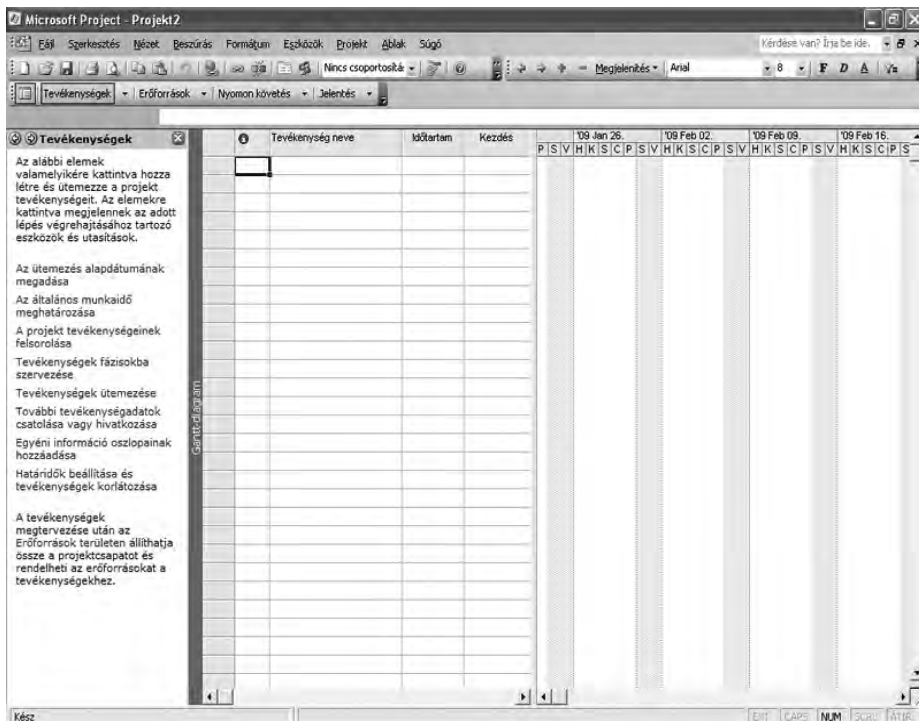 Microsoft Project - Projekt2
Fájl Szerkesztés Nézet Beszúrás Formátum Eszközök Projekt Ablak Súgó Kérdése van? Írja be ide.
Nincs csoportosítá Megjelenítés Arial 8 F D A
Tevékenységek Erőforrások Nyomon követés Jelentés
Tevékenységek
Az alábbi elemek
valamelyikére kattintva hozza
létre és ütemezze a projekt
tevékenységeit. Az elemekre
kattintva megjelennek az adott
lépés végrehajtásához tartozó
eszközök és utasítások.
Az ütemezés alapdátumának
megadása
Az általános munkaidő
meghatározása
A projekt tevékenységeinek
felsorolása
Tevékenységek fázisokba
szervezése
Tevékenységek ütemezése
További tevékenységadatok
csatolása vagy hivatkozása
Egyéni információ oszlopainak
hozzáadása
Határidők beállítása és
tevékenységek korlátozása
A tevékenységek
megtervezése után az
Erőforrások területen állíthatja
össze a projektcsapatot és
rendelheti az erőforrásokat a
tevékenységekhez.
Gantt-diagram
Tevékenység neve Időtartam Kezdés
'09 Jan 26. '09 Feb 02. '09 Feb 09. '09 Feb 16.
P S V H K S C P S V H K S C P S V H K S C P S V H K S C P S
Kész EXT CAPS NUM SCRL ÁTÍR